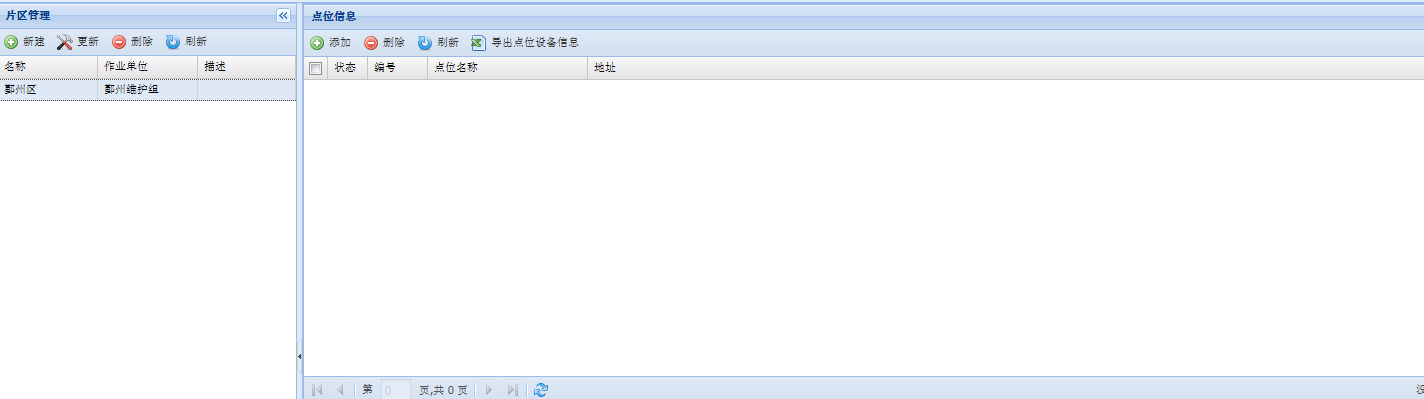 片区管理
新建 更新 删除 刷新
名称 作业单位 描述
鄞州区 鄞州维护组
点位信息
添加 删除 刷新 导出点位设备信息
状态 编号 点位名称 地址
第 0 页,共 0 页